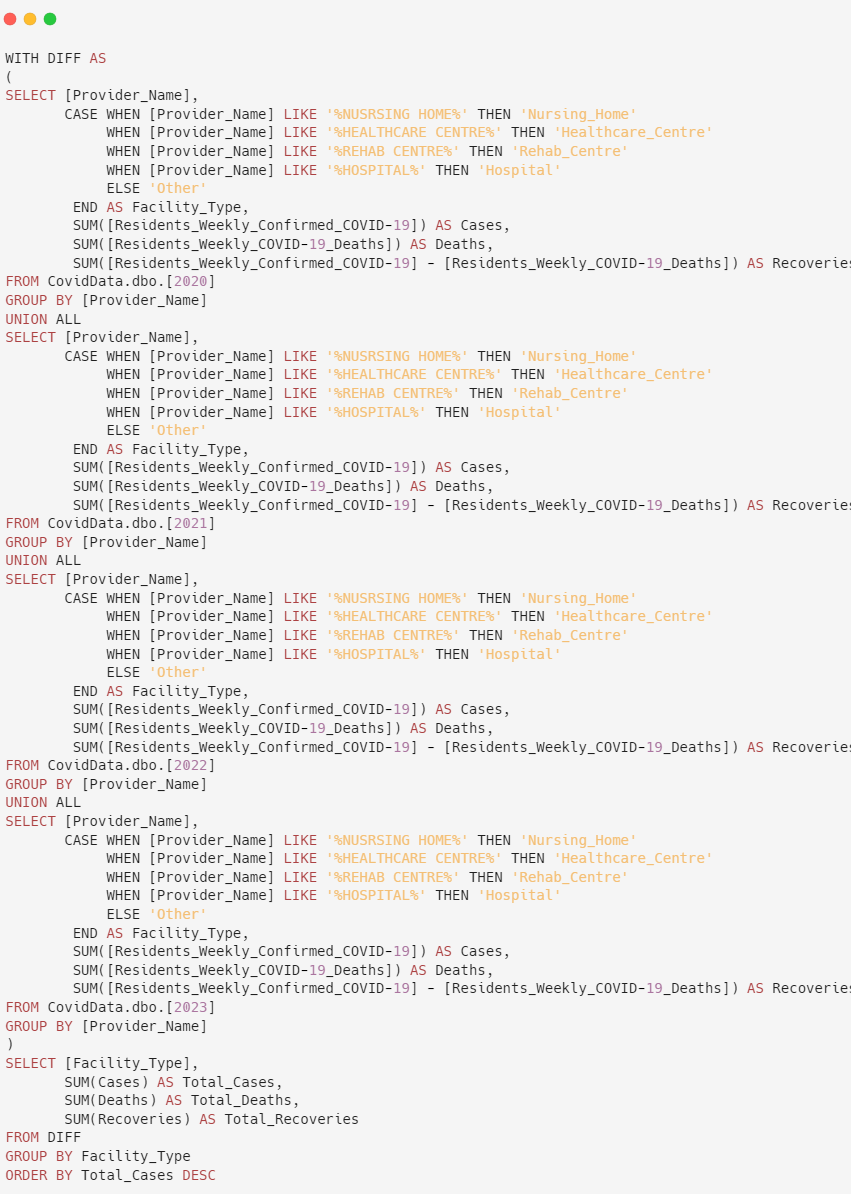 WITH DIFF AS
(
SELECT [Provider_Name],
       CASE WHEN [Provider_Name] LIKE '%NUSRSING HOME%' THEN 'Nursing_Home'
            WHEN [Provider_Name] LIKE '%HEALTHCARE CENTRE%' THEN 'Healthcare_Centre'
            WHEN [Provider_Name] LIKE '%REHAB CENTRE%' THEN 'Rehab_Centre'
            WHEN [Provider_Name] LIKE '%HOSPITAL%' THEN 'Hospital'
            ELSE 'Other'
        END AS Facility_Type,
        SUM([Residents_Weekly_Confirmed_COVID-19]) AS Cases,
        SUM([Residents_Weekly_COVID-19_Deaths]) AS Deaths,
        SUM([Residents_Weekly_Confirmed_COVID-19] - [Residents_Weekly_COVID-19_Deaths]) AS Recoveries
FROM CovidData.dbo.[2020]
GROUP BY [Provider_Name]
UNION ALL
SELECT [Provider_Name],
       CASE WHEN [Provider_Name] LIKE '%NUSRSING HOME%' THEN 'Nursing_Home'
            WHEN [Provider_Name] LIKE '%HEALTHCARE CENTRE%' THEN 'Healthcare_Centre'
            WHEN [Provider_Name] LIKE '%REHAB CENTRE%' THEN 'Rehab_Centre'
            WHEN [Provider_Name] LIKE '%HOSPITAL%' THEN 'Hospital'
            ELSE 'Other'
        END AS Facility_Type,
        SUM([Residents_Weekly_Confirmed_COVID-19]) AS Cases,
        SUM([Residents_Weekly_COVID-19_Deaths]) AS Deaths,
        SUM([Residents_Weekly_Confirmed_COVID-19] - [Residents_Weekly_COVID-19_Deaths]) AS Recoveries
FROM CovidData.dbo.[2021]
GROUP BY [Provider_Name]
UNION ALL
SELECT [Provider_Name],
       CASE WHEN [Provider_Name] LIKE '%NUSRSING HOME%' THEN 'Nursing_Home'
            WHEN [Provider_Name] LIKE '%HEALTHCARE CENTRE%' THEN 'Healthcare_Centre'
            WHEN [Provider_Name] LIKE '%REHAB CENTRE%' THEN 'Rehab_Centre'
            WHEN [Provider_Name] LIKE '%HOSPITAL%' THEN 'Hospital'
            ELSE 'Other'
        END AS Facility_Type,
        SUM([Residents_Weekly_Confirmed_COVID-19]) AS Cases,
        SUM([Residents_Weekly_COVID-19_Deaths]) AS Deaths,
        SUM([Residents_Weekly_Confirmed_COVID-19] - [Residents_Weekly_COVID-19_Deaths]) AS Recoveries
FROM CovidData.dbo.[2022]
GROUP BY [Provider_Name]
UNION ALL
SELECT [Provider_Name],
       CASE WHEN [Provider_Name] LIKE '%NUSRSING HOME%' THEN 'Nursing_Home'
            WHEN [Provider_Name] LIKE '%HEALTHCARE CENTRE%' THEN 'Healthcare_Centre'
            WHEN [Provider_Name] LIKE '%REHAB CENTRE%' THEN 'Rehab_Centre'
            WHEN [Provider_Name] LIKE '%HOSPITAL%' THEN 'Hospital'
            ELSE 'Other'
        END AS Facility_Type,
        SUM([Residents_Weekly_Confirmed_COVID-19]) AS Cases,
        SUM([Residents_Weekly_COVID-19_Deaths]) AS Deaths,
        SUM([Residents_Weekly_Confirmed_COVID-19] - [Residents_Weekly_COVID-19_Deaths]) AS Recoveries
FROM CovidData.dbo.[2023]
GROUP BY [Provider_Name]
)
SELECT [Facility_Type],
       SUM(Cases) AS Total_Cases,
       SUM(Deaths) AS Total_Deaths,
       SUM(Recoveries) AS Total_Recoveries
FROM DIFF
GROUP BY Facility_Type
ORDER BY Total_Cases DESC